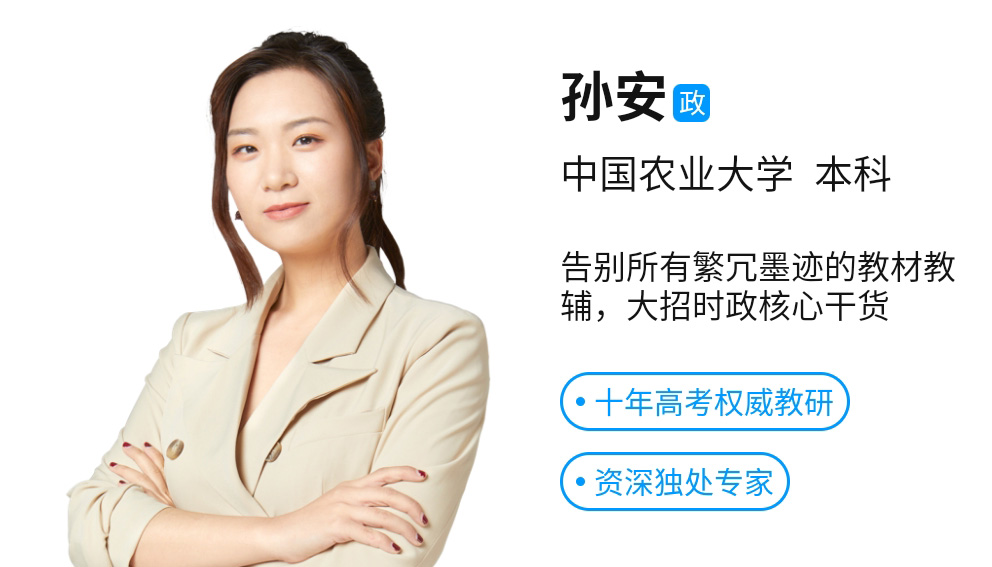 孙安 政
中国农业大学 本科
告别所有繁冗墨迹的教材教
辅，大招时政核心干货
• 十年高考权威教研
• 资深独处专家